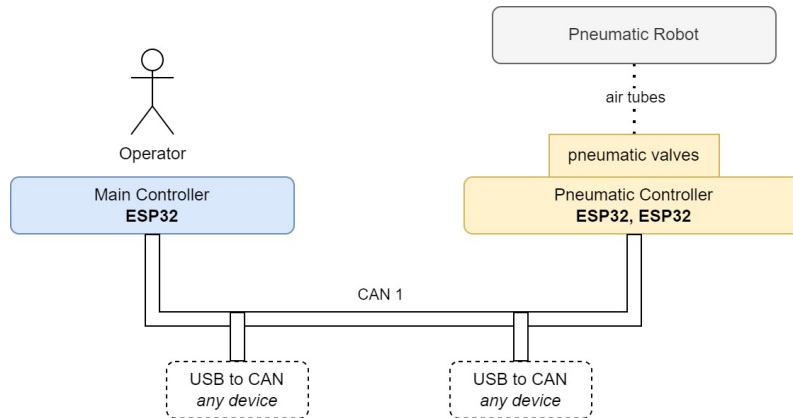 Pneumatic Robot
air tubes
Operator
pneumatic valves
Main Controller
ESP32
Pneumatic Controller
ESP32, ESP32
CAN 1
USB to CAN
any device
USB to CAN
any device